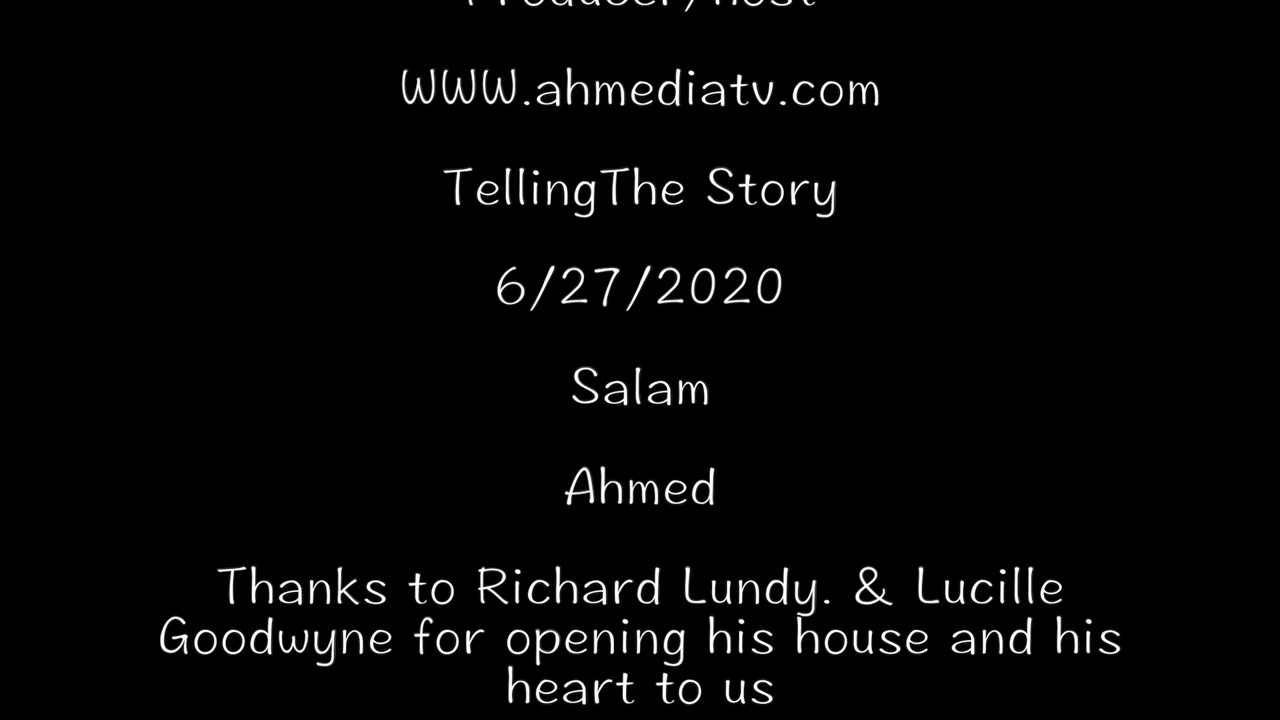 Producer/Host
WWW.ahmediatv.com
TellingThe Story
6/27/2020
Salam
Ahmed
Thanks to Richard Lundy. & Lucille
Goodwyne for opening his house and his
heart to us